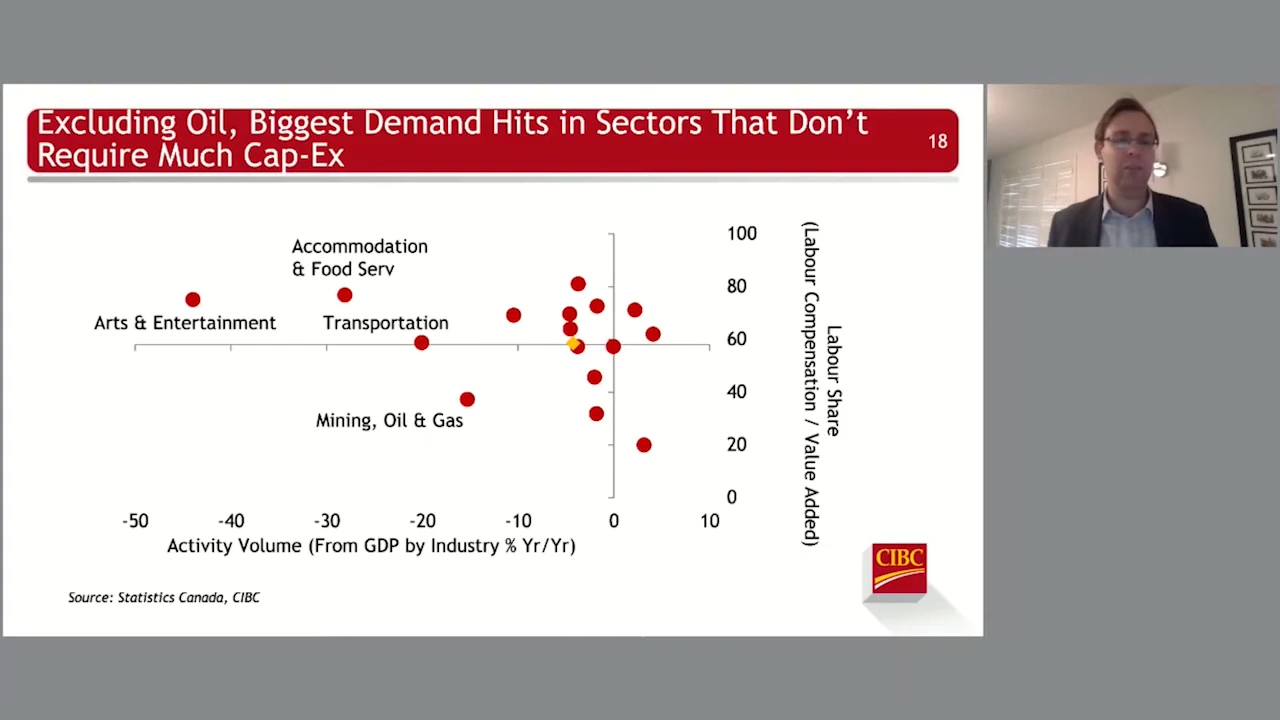 Excluding Oil, Biggest Demand Hits in Sectors That Don't
Require Much Cap-Ex
18
Accommodation
& Food Serv
Arts & Entertainment
Transportation
Mining, Oil & Gas
100
80
60
40
20
0
Labour Share
(Labour Compensation / Value Added)
-50 -40 -30 -20 -10 0 10
Activity Volume (From GDP by Industry % Yr/Yr)
Source: Statistics Canada, CIBC
CIBC